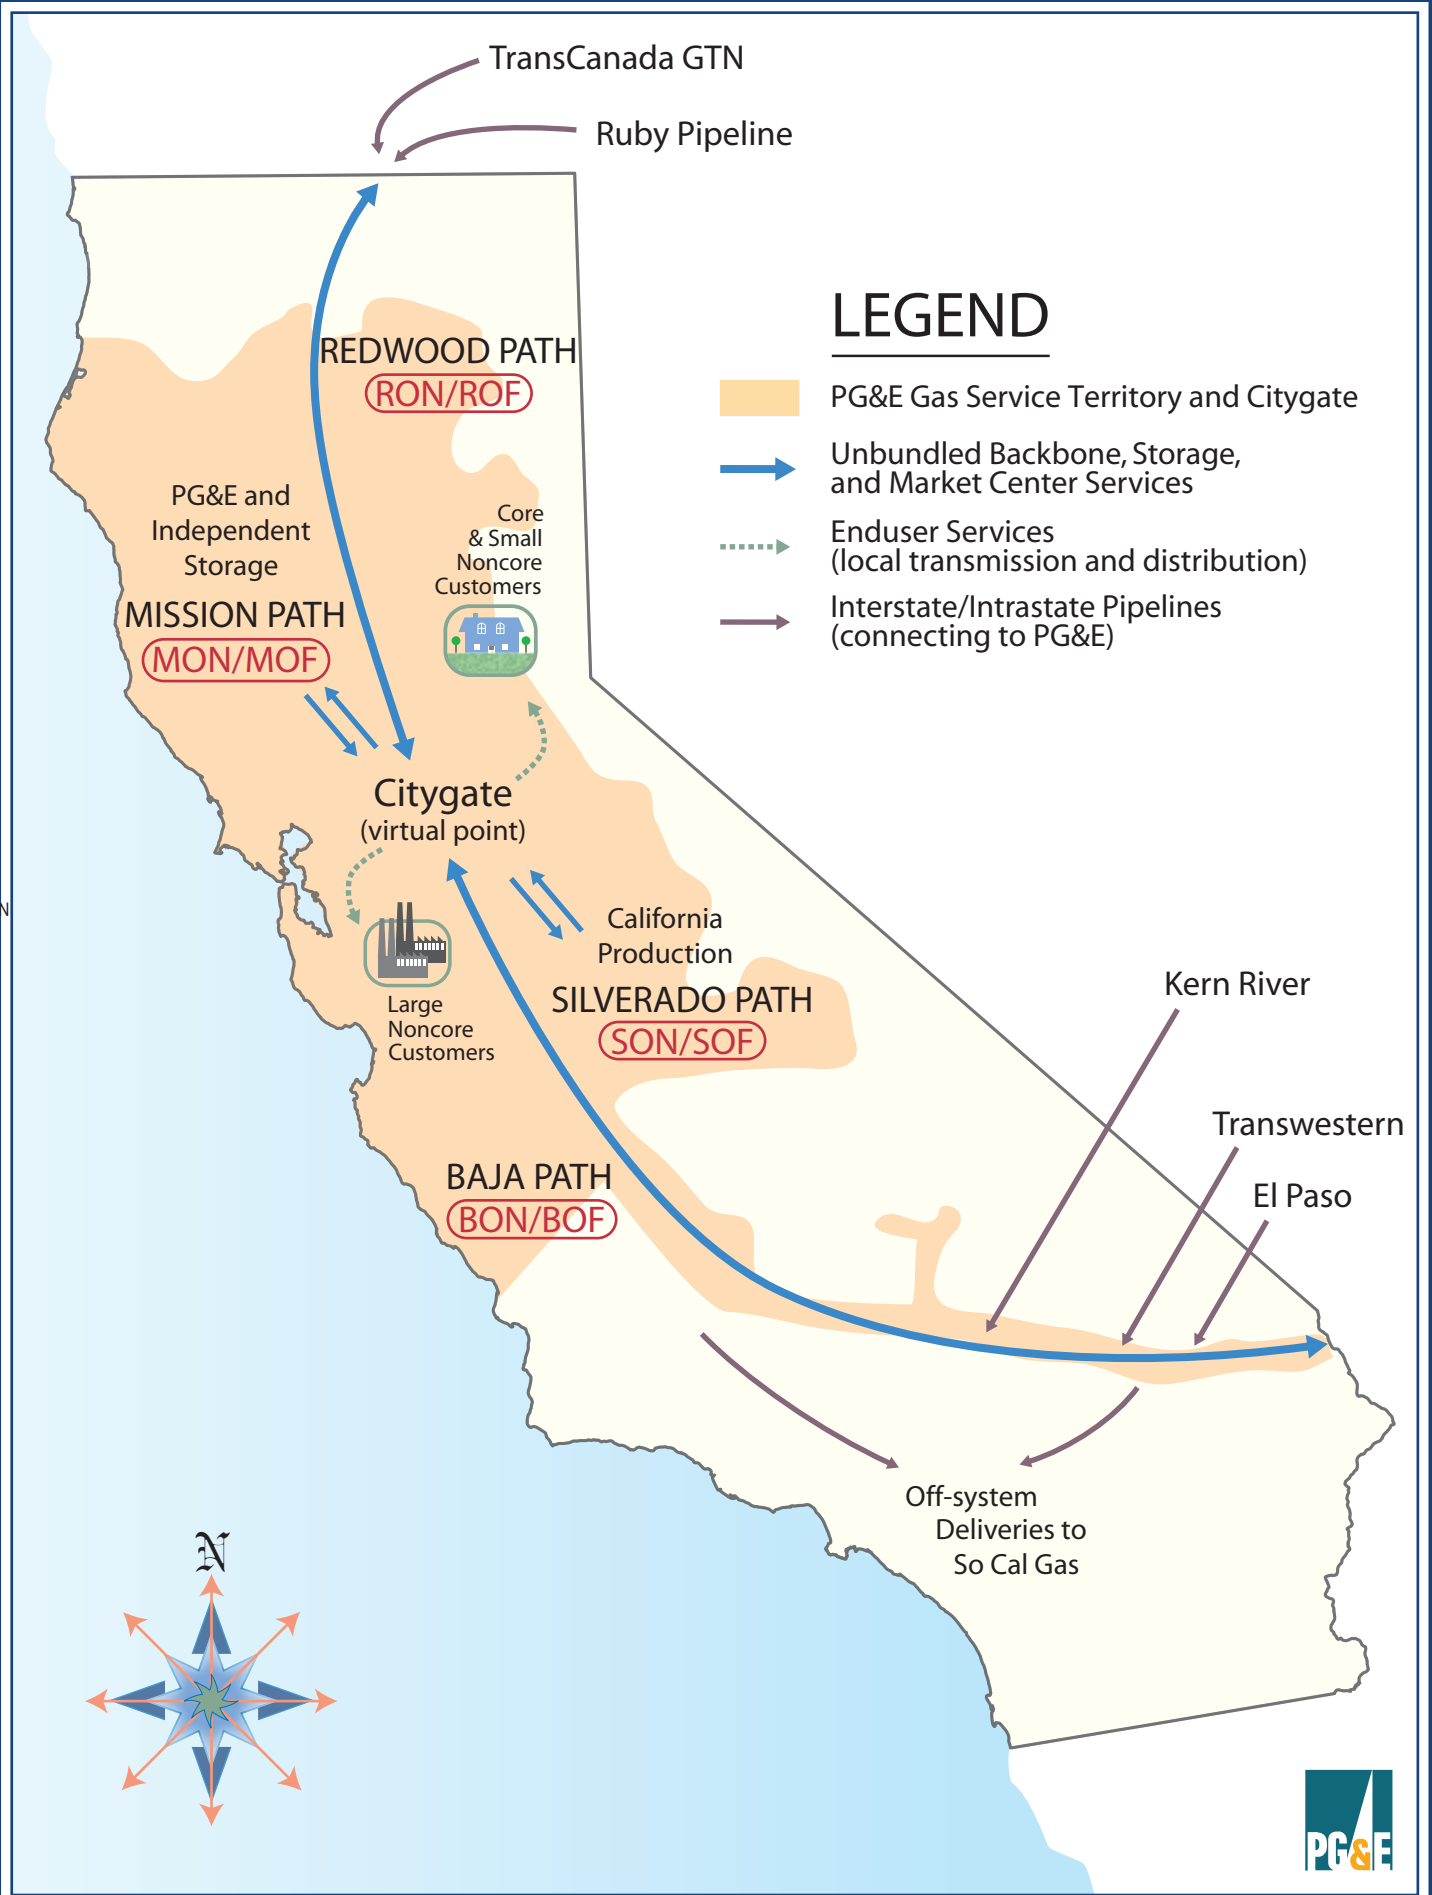 TransCanada GTN
Ruby Pipeline
LEGEND
PG&E Gas Service Territory and Citygate
Unbundled Backbone, Storage,
and Market Center Services
Enduser Services
(local transmission and distribution)
Interstate/Intrastate Pipelines
(connecting to PG&E)
REDWOOD PATH
RON/ROF
PG&E and
Independent
Storage
MISSION PATH
MON/MOF
Core
& Small
Noncore
Customers
Citygate
(virtual point)
N
California
Production
SILVERADO PATH
SON/SOF
Large
Noncore
Customers
Kern River
Transwestern
El Paso
BAJA PATH
BON/BOF
Off-system
Deliveries to
So Cal Gas
N
PG&E